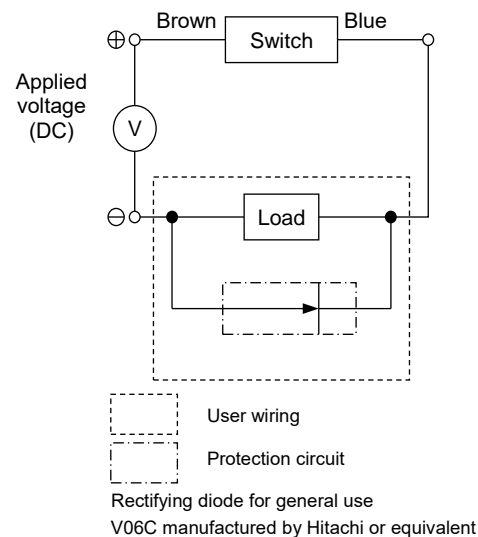 Brown
Blue
⊕
Switch
Applied
voltage
(DC)
V
⊖
Load
User wiring
Protection circuit
Rectifying diode for general use
V06C manufactured by Hitachi or equivalent